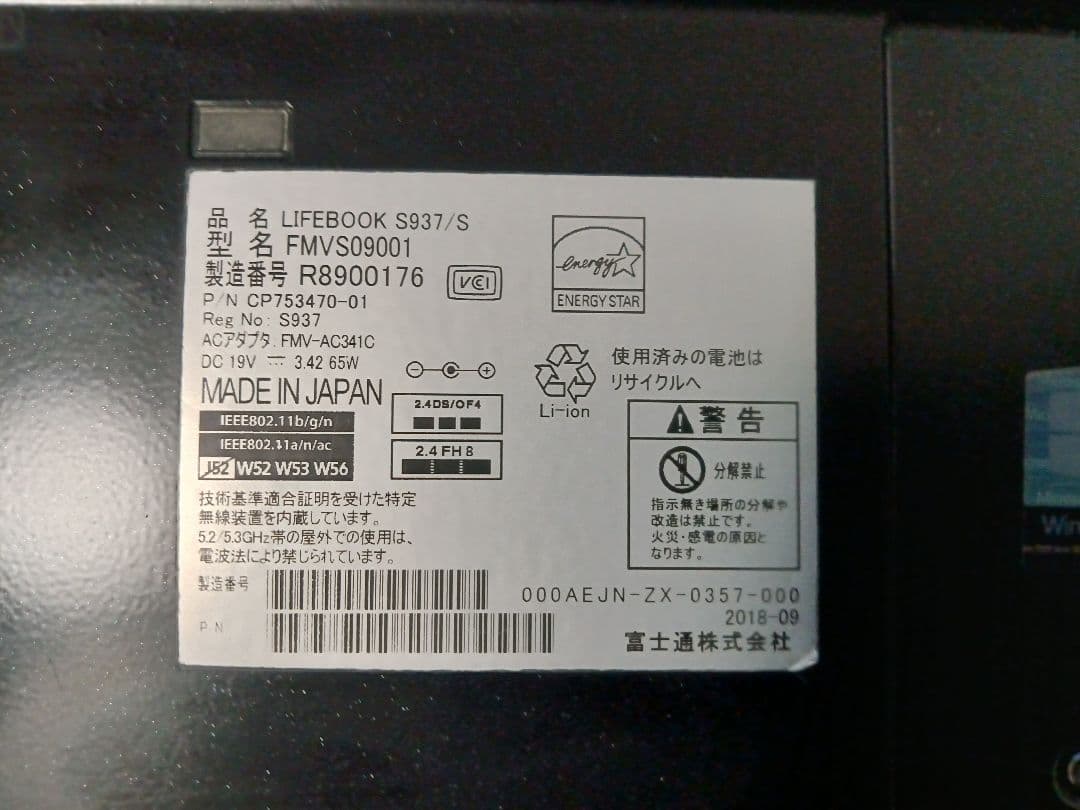 品 名 LIFEBOOK S937/S
型 名 FMVS09001
製造番号 R8900176
VCI
P/N CP753470-01
Reg No: S937
ACアダプタ: FMV-AC341C
DC 19V ⎓ 3.42 65W
MADE IN JAPAN
IEEE802.11b/g/n
IEEE802.11a/n/ac
J52 W52 W53 W56
2.4DS/OF4
2.4FH8
技術基準適合証明を受けた特定
無線装置を内蔵しています。
5.2/5.3GHz帯の屋外での使用は、
電波法により禁じられています。
energy
ENERGY STAR
使用済みの電池は
リサイクルへ
Li-ion
警告
分解禁止
指示無き場所の分解や
改造は禁止です。
火災・感電の原因と
なります。
製造番号
PN
000AEJN-ZX-0357-000
2018-09
富士通株式会社